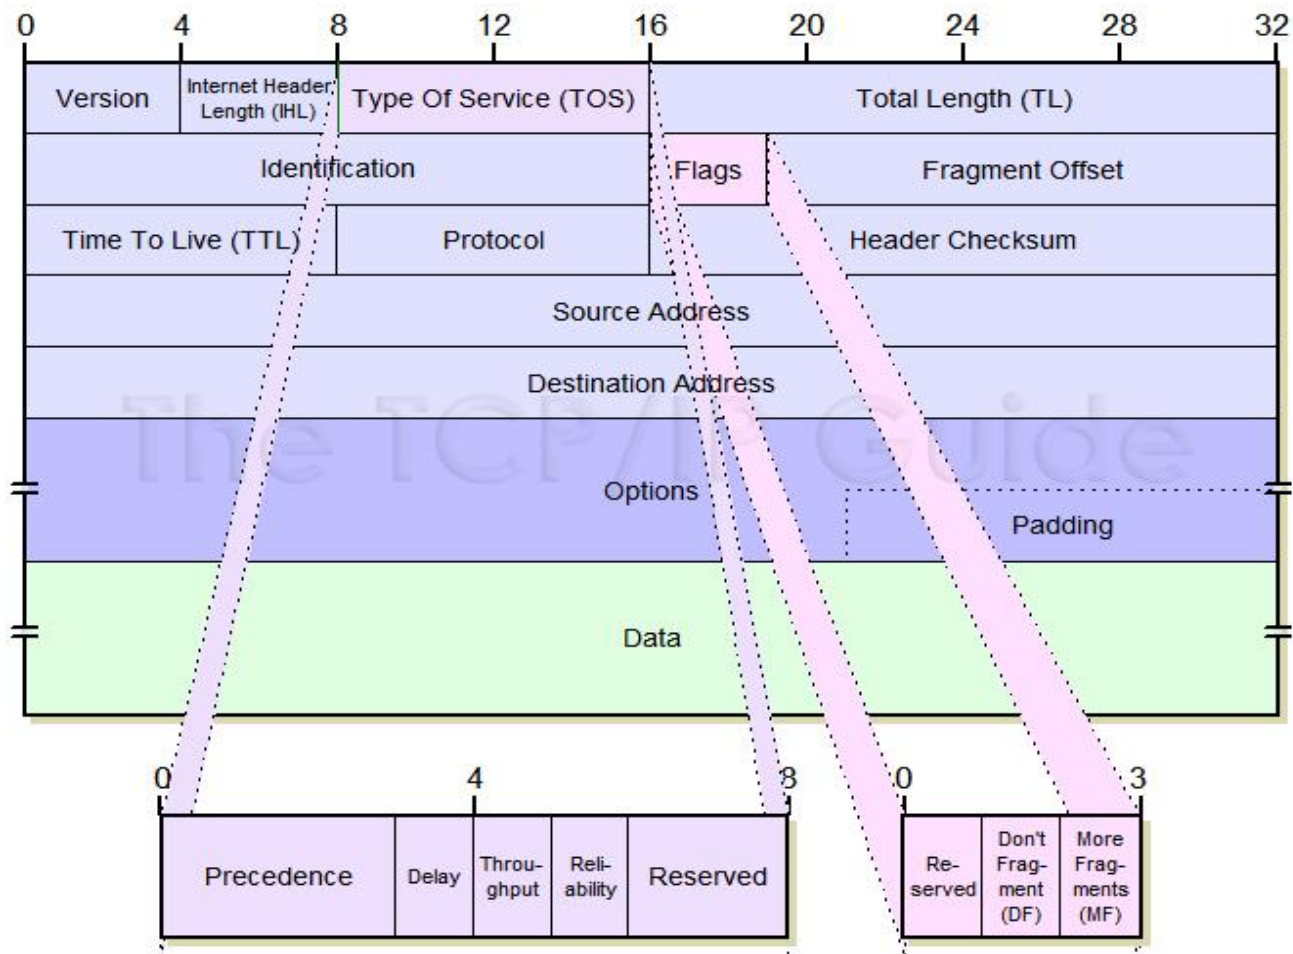 0 4 8 12 16 20 24 28 32
Version
Internet Header
Length (IHL)
Type Of Service (TOS)
Total Length (TL)
Identification
Flags
Fragment Offset
Time To Live (TTL)
Protocol
Header Checksum
Source Address
Destination Address
The TCP/IP Guide
Options
Padding
Data
0 4 8
0 3
Precedence
Delay
Throu-
ghput
Reli-
ability
Reserved
Re-
served
Don't
Frag-
ment
(DF)
More
Frag-
ments
(MF)